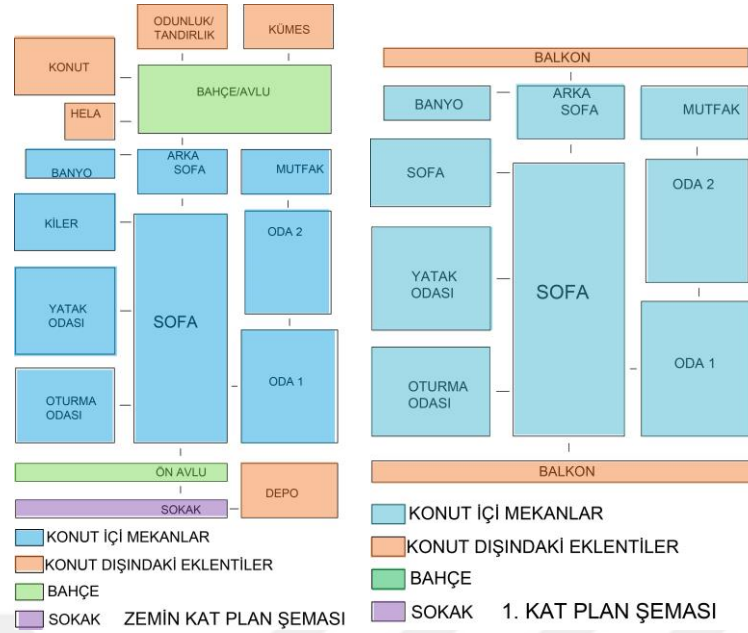 ODUNLUK/
TANDIRLIK
KÜMES
KONUT
BAHÇE/AVLU
HELA
BANYO
ARKA
SOFA
MUTFAK
KİLER
ODA 2
YATAK
ODASI
SOFA
ODA 1
OTURMA
ODASI
ÖN AVLU
DEPO
SOKAK
KONUT İÇİ MEKANLAR
KONUT DIŞINDAKİ EKLENTİLER
BAHÇE
SOKAK
ZEMİN KAT PLAN ŞEMASI
BALKON
BANYO
ARKA
SOFA
MUTFAK
SOFA
ODA 2
YATAK
ODASI
SOFA
ODA 1
OTURMA
ODASI
BALKON
KONUT İÇİ MEKANLAR
KONUT DIŞINDAKİ EKLENTİLER
BAHÇE
SOKAK
1. KAT PLAN ŞEMASI